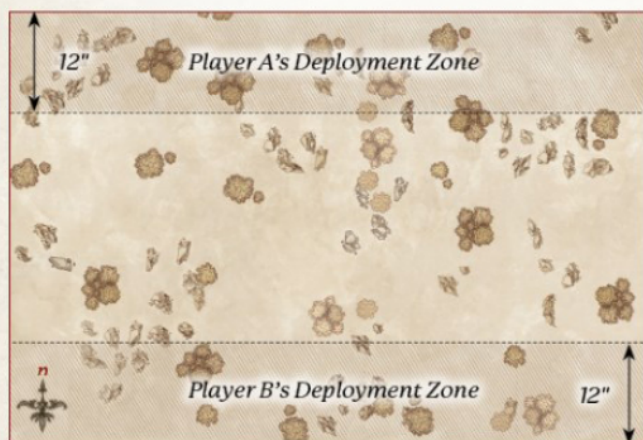 12"
Player A's Deployment Zone
n
Player B's Deployment Zone
12"